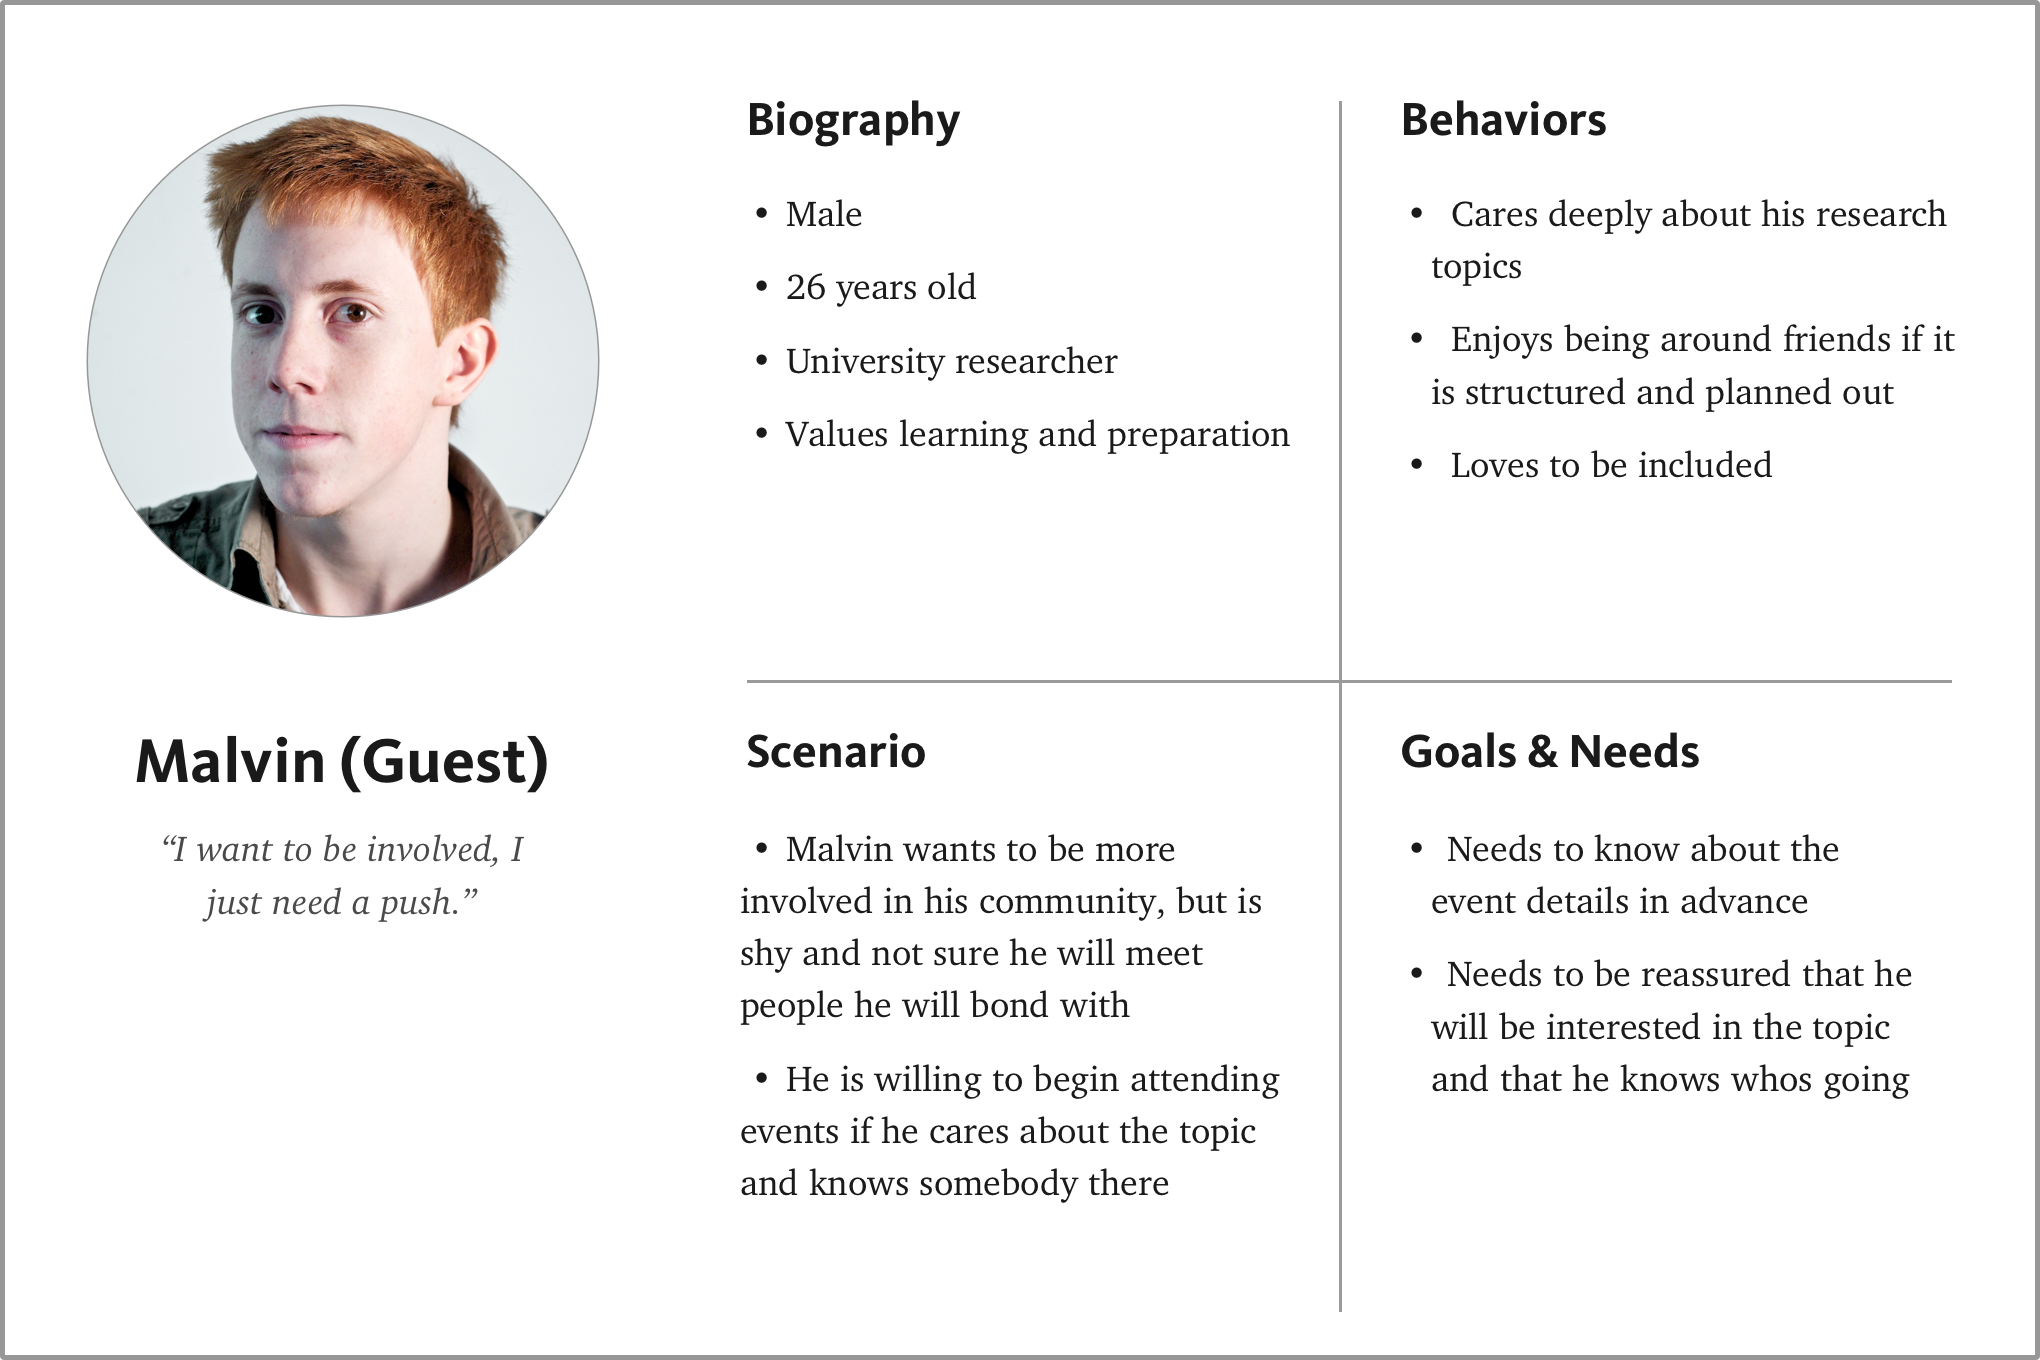 Malvin (Guest)
“I want to be involved, I
just need a push.”
Biography
• Male
• 26 years old
• University researcher
• Values learning and preparation
Behaviors
• Cares deeply about his research
topics
• Enjoys being around friends if it
is structured and planned out
• Loves to be included
Scenario
• Malvin wants to be more
involved in his community, but is
shy and not sure he will meet
people he will bond with
• He is willing to begin attending
events if he cares about the topic
and knows somebody there
Goals & Needs
• Needs to know about the
event details in advance
• Needs to be reassured that he
will be interested in the topic
and that he knows whos going